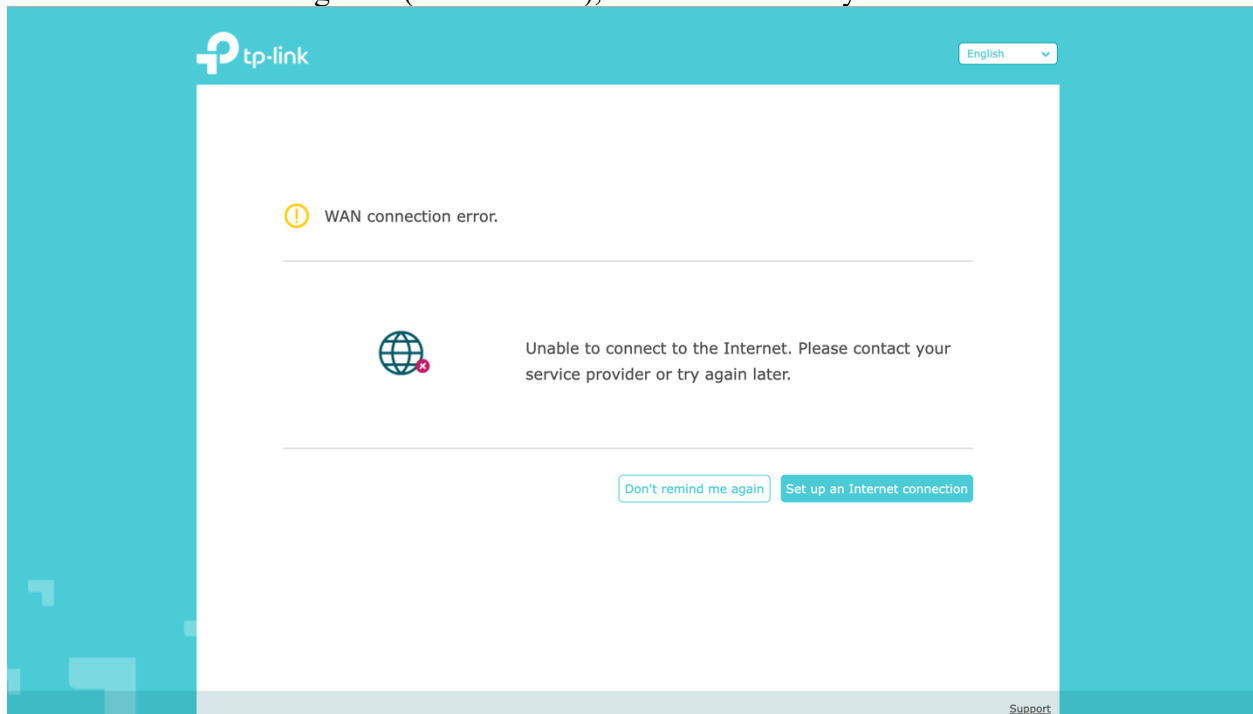 tp-link
English
WAN connection error.
Unable to connect to the Internet. Please contact your
service provider or try again later.
Don't remind me again
Set up an Internet connection
Support